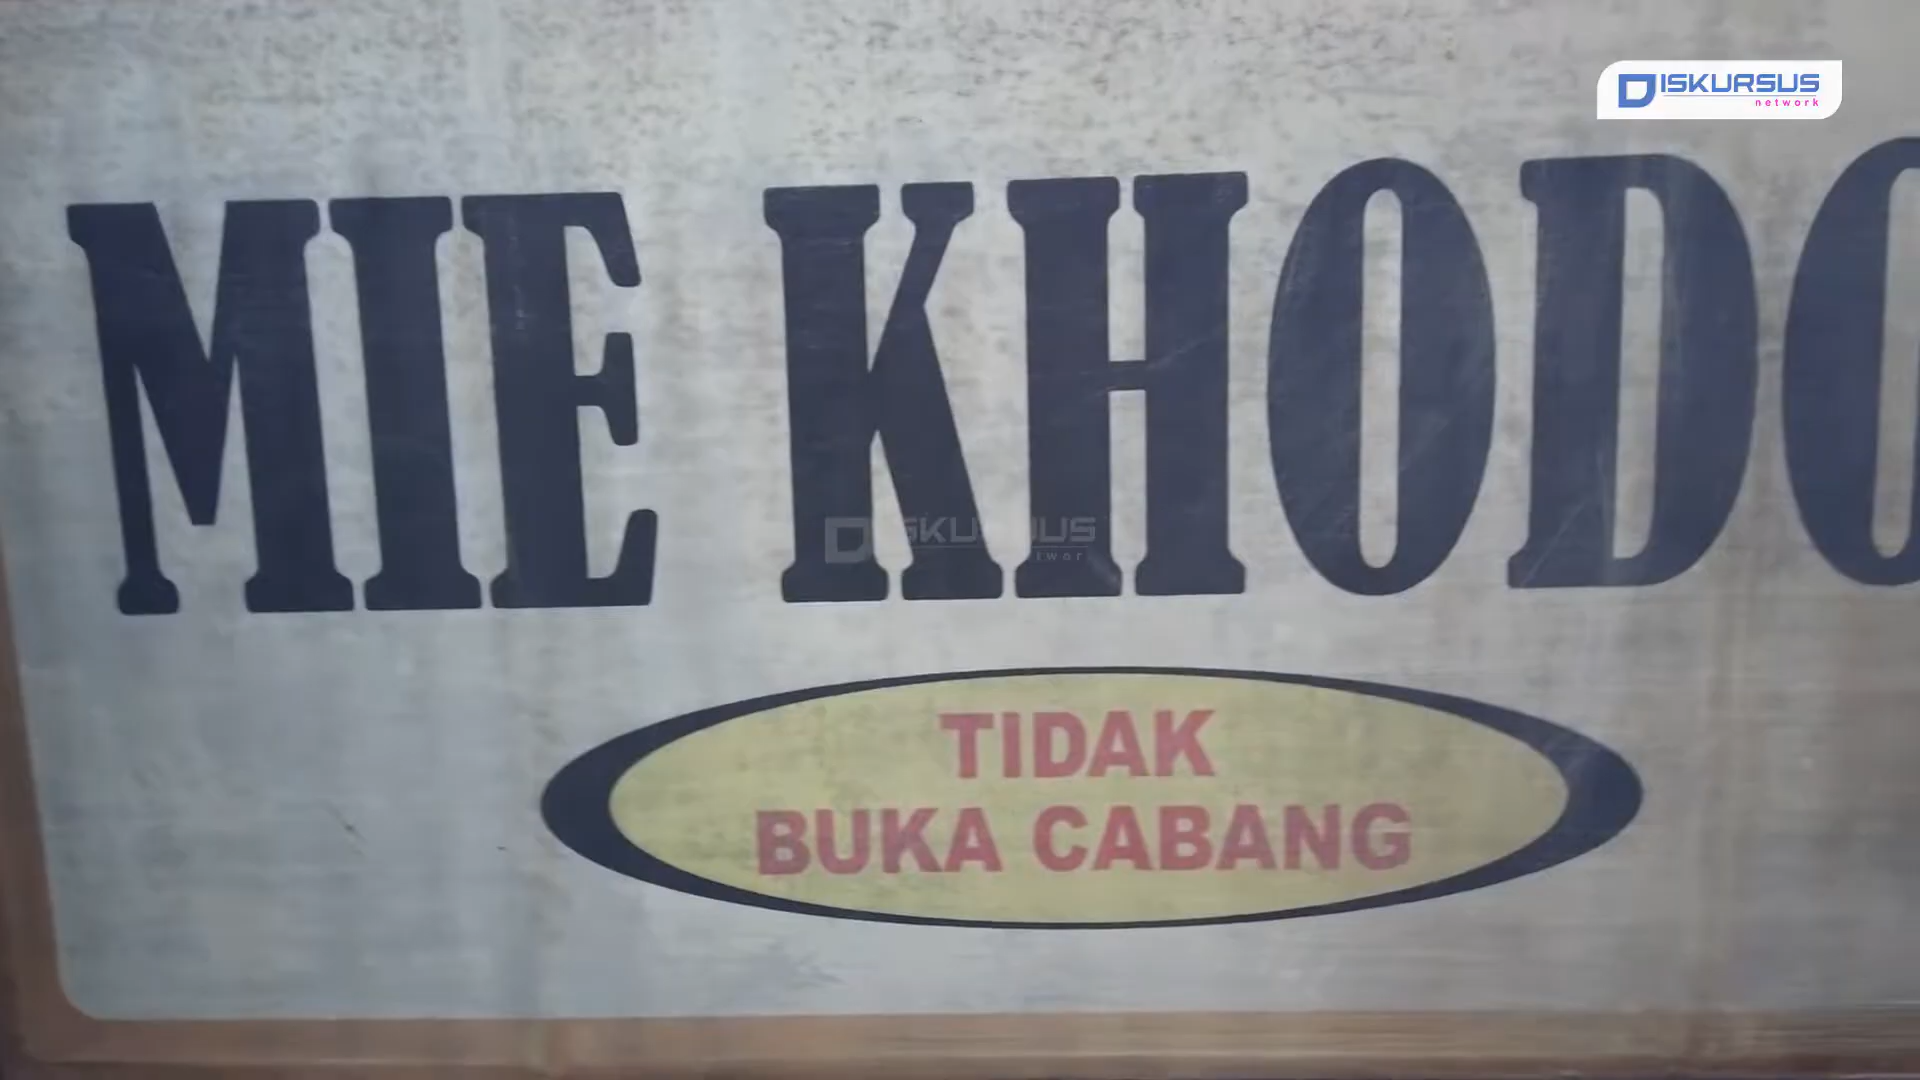 DISKURSUS
network
MIE KHODO
TIDAK
BUKA CABANG